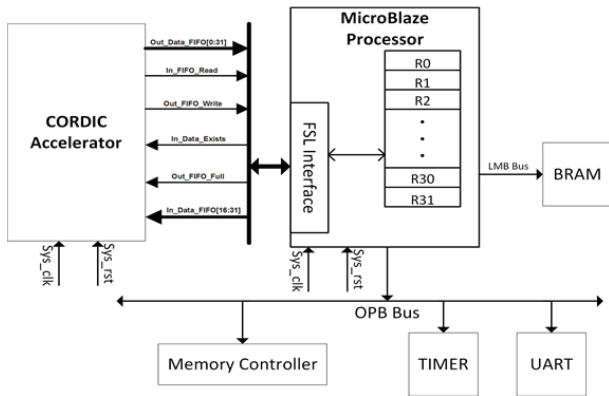 MicroBlaze
Processor
Out_Data_FIFO[0:31]
In_FIFO_Read
Out_FIFO_Write
In_Data_Exists
Out_FIFO_Full
In_Data_FIFO[16:31]
CORDIC
Accelerator
FSL Interface
R0
R1
R2
R30
R31
LMB Bus
BRAM
Sys_clk
Sys_rst
Sys_clk
Sys_rst
OPB Bus
Memory Controller
TIMER
UART